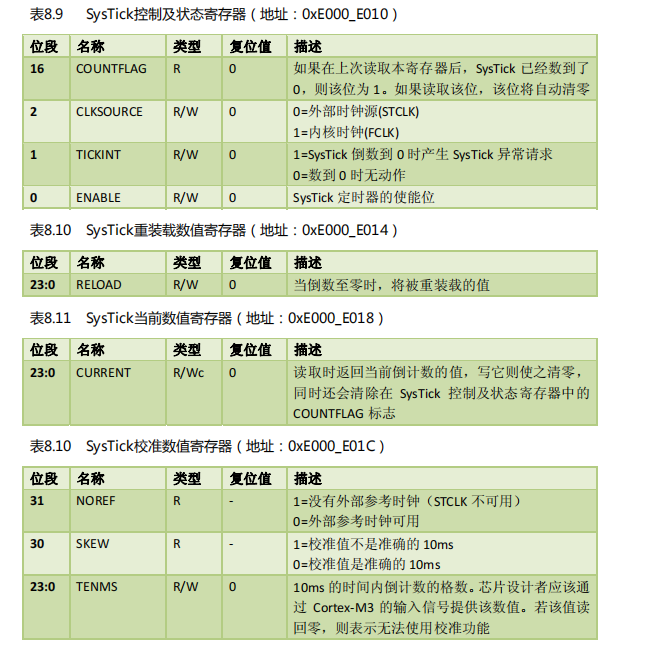 表8.9 SysTick控制及状态寄存器（地址：0xE000_E010）
位段 名称 类型 复位值 描述
16 COUNTFLAG R 0 如果在上次读取本寄存器后，SysTick 已经数到了
0，则该位为 1。如果读取该位，该位将自动清零
2 CLKSOURCE R/W 0 0=外部时钟源(STCLK)
1=内核时钟(FCLK)
1 TICKINT R/W 0 1=SysTick 倒数到 0 时产生 SysTick 异常请求
0=数到 0 时无动作
0 ENABLE R/W 0 SysTick 定时器的使能位
表8.10 SysTick重装载数值寄存器（地址：0xE000_E014）
位段 名称 类型 复位值 描述
23:0 RELOAD R/W 0 当倒数至零时，将被重装载的值
表8.11 SysTick当前数值寄存器（地址：0xE000_E018）
位段 名称 类型 复位值 描述
23:0 CURRENT R/Wc 0 读取时返回当前倒计数的值，写它则使之清零，
同时还会清除在 SysTick 控制及状态寄存器中的
COUNTFLAG 标志
表8.10 SysTick校准数值寄存器（地址：0xE000_E01C）
位段 名称 类型 复位值 描述
31 NOREF R - 1=没有外部参考时钟（STCLK 不可用）
0=外部参考时钟可用
30 SKEW R - 1=校准值不是准确的 10ms
0=校准值是准确的 10ms
23:0 TENMS R/W 0 10ms 的时间内倒计数的格数。芯片设计者应该通
过 Cortex-M3 的输入信号提供该数值。若该值读
回零，则表示无法使用校准功能